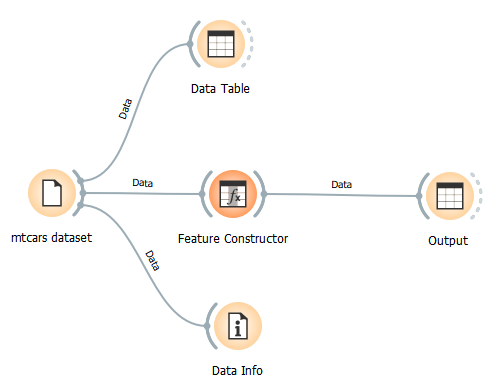 Data Table
Data
mtcars dataset
Data
Feature Constructor
Data
Output
Data
Data Info